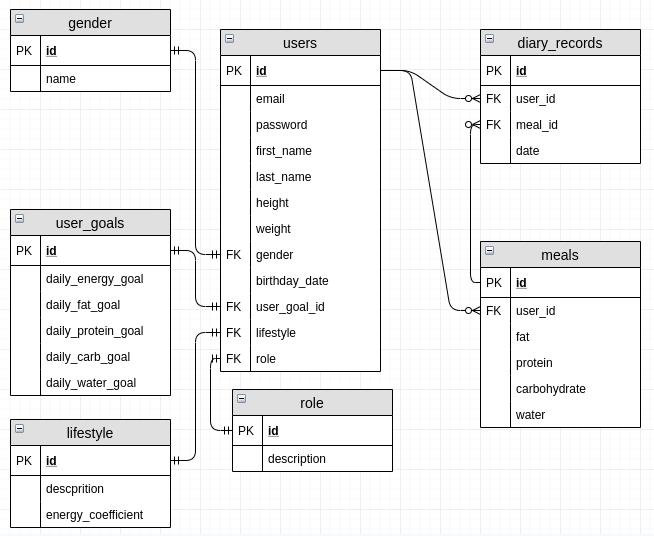 gender
PK id
name
users
PK id
email
password
first_name
last_name
height
weight
FK gender
birthday_date
FK user_goal_id
FK lifestyle
FK role
diary_records
PK id
FK user_id
FK meal_id
date
user_goals
PK id
daily_energy_goal
daily_fat_goal
daily_protein_goal
daily_carb_goal
daily_water_goal
meals
PK id
FK user_id
fat
protein
carbohydrate
water
role
PK id
description
lifestyle
PK id
descprition
energy_coefficient